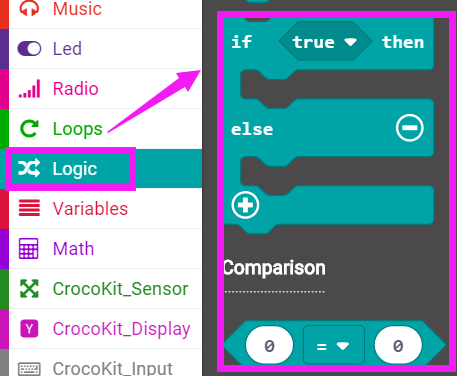 Music
Led
Radio
Loops
Logic
Variables
Math
CrocoKit_Sensor
CrocoKit_Display
CrocoKit_Input
if true then
else
Comparison
0 = 0